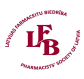 LATVIJAS FARMACEITU BIEDRĪBA
LFB
PHARMACISTS' SOCIETY OF LATVIA